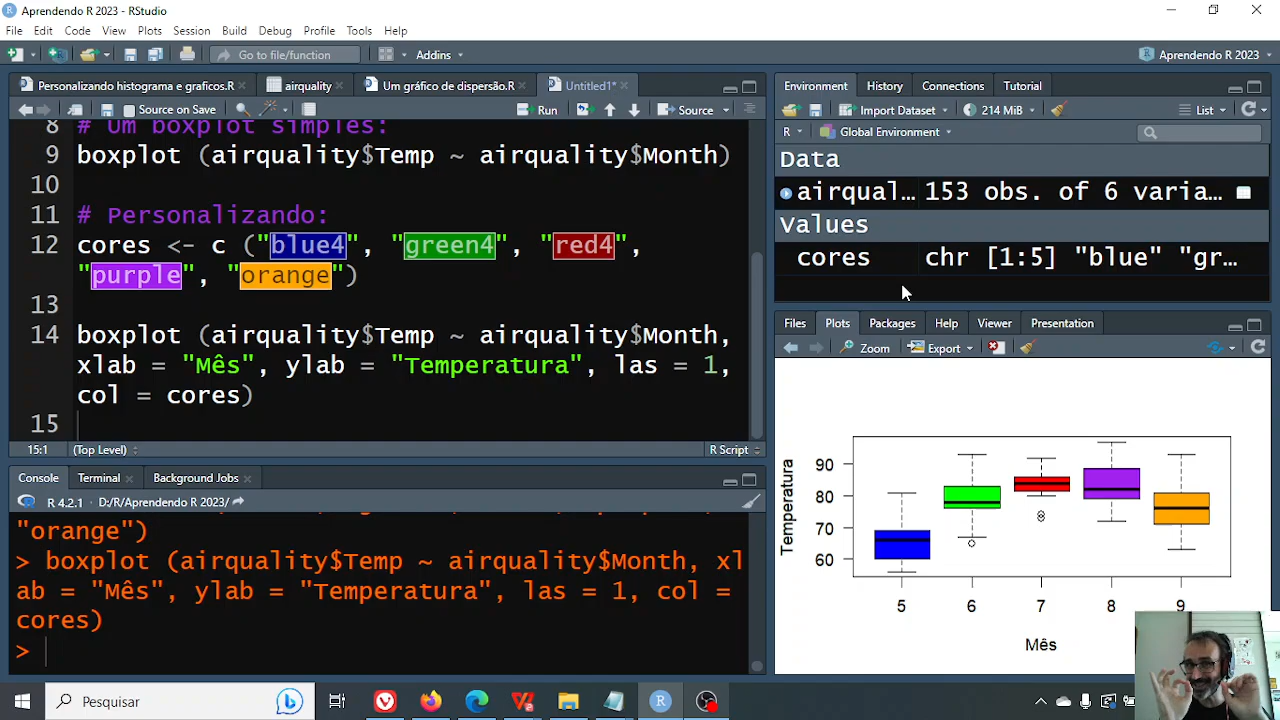 Aprendendo R 2023 - RStudio
File Edit Code View Plots Session Build Debug Profile Tools Help
Go to file/function Addins Aprendendo R 2023
Personalizando histograma e graficos.R airquality Um gráfico de dispersão.R Untitled1*
Source on Save Run Source
8 # Um boxplot simples:
9 boxplot (airquality$Temp ~ airquality$Month)
10
11 # Personalizando:
12 cores <- c ("blue4", "green4", "red4",
"purple", "orange")
13
14 boxplot (airquality$Temp ~ airquality$Month,
xlab = "Mês", ylab = "Temperatura", las = 1,
col = cores)
15
15:1 (Top Level) R Script
Console Terminal Background Jobs
R 4.2.1 · D:/R/Aprendendo R 2023/
"orange")
> boxplot (airquality$Temp ~ airquality$Month, xl
ab = "Mês", ylab = "Temperatura", las = 1, col =
cores)
>
Environment History Connections Tutorial
Import Dataset 214 MiB List
R Global Environment
Data
airqual… 153 obs. of 6 varia…
Values
cores chr [1:5] "blue" "gr…
Files Plots Packages Help Viewer Presentation
Zoom Export
Temperatura
90
80
70
60
5 6 7 8 9
Mês
Pesquisar